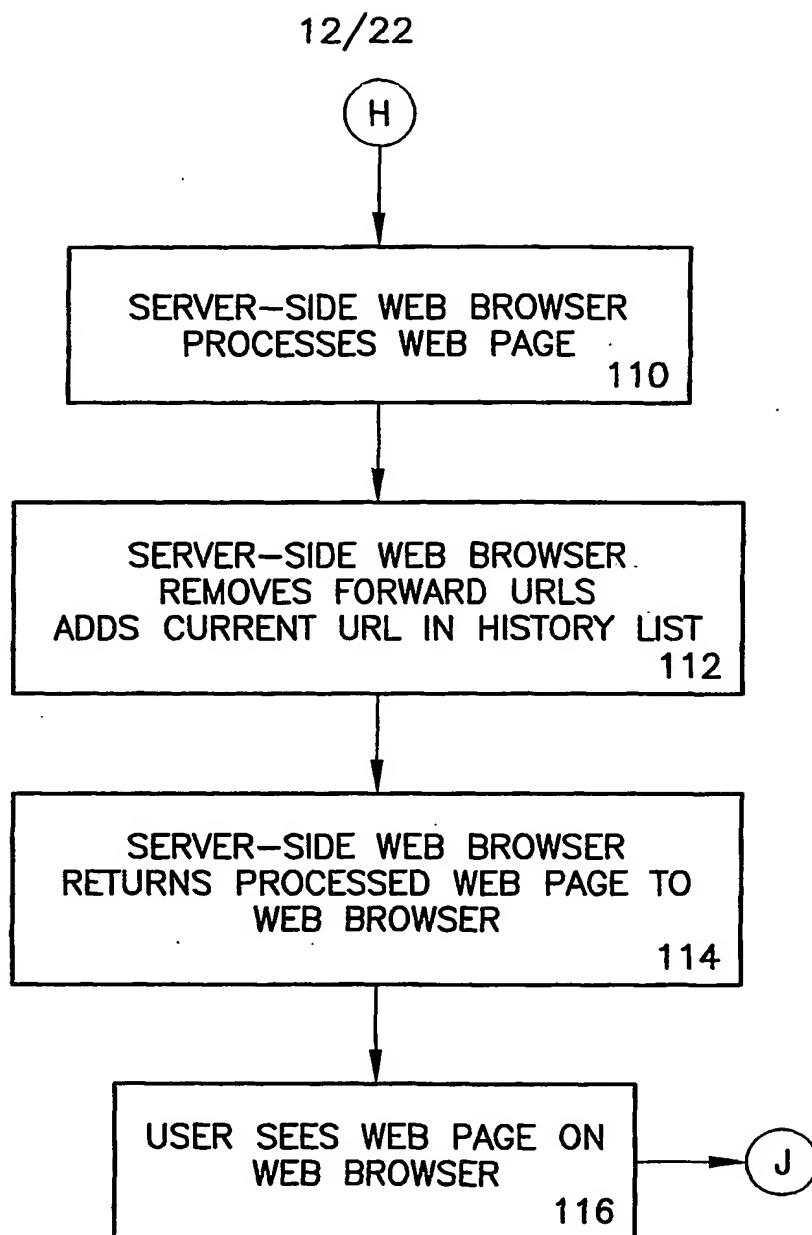 12/22
H
SERVER-SIDE WEB BROWSER
PROCESSES WEB PAGE
110
SERVER-SIDE WEB BROWSER
REMOVES FORWARD URLS
ADDS CURRENT URL IN HISTORY LIST
112
SERVER-SIDE WEB BROWSER
RETURNS PROCESSED WEB PAGE TO
WEB BROWSER
114
USER SEES WEB PAGE ON
WEB BROWSER
116
J